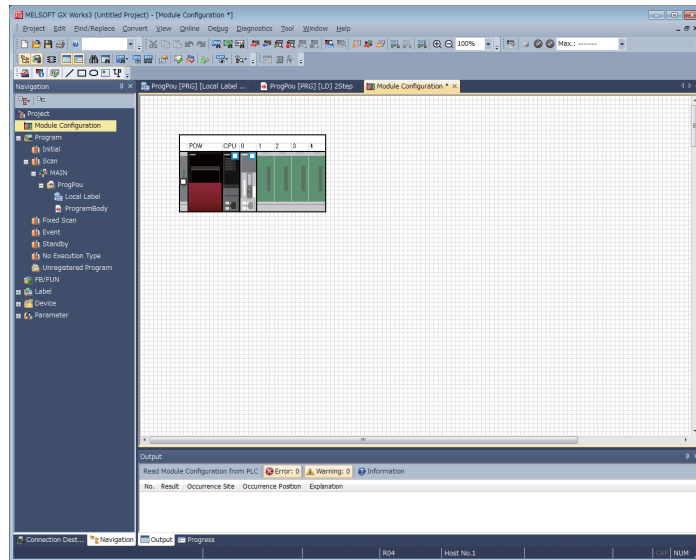 MELSOFT GX Works3 (Untitled Project) - [Module Configuration *]
Project Edit Find/Replace Convert View Online Debug Diagnostics Tool Window Help
100%
Max.: -------
Navigation
ProgPou [PRG] [Local Label ...
ProgPou [PRG] [LD] 2Step
Module Configuration *
Project
Module Configuration
Program
Initial
Scan
MAIN
ProgPou
Local Label
ProgramBody
Fixed Scan
Event
Standby
No Execution Type
Unregistered Program
FB/FUN
Label
Device
Parameter
POW CPU 0 1 2 3 4
Output
Read Module Configuration from PLC Error: 0 Warning: 0 Information
No. Result Occurrence Site Occurrence Position Explanation
Connection Dest... Navigation Output Progress
R04 Host No.1 CAP NUM